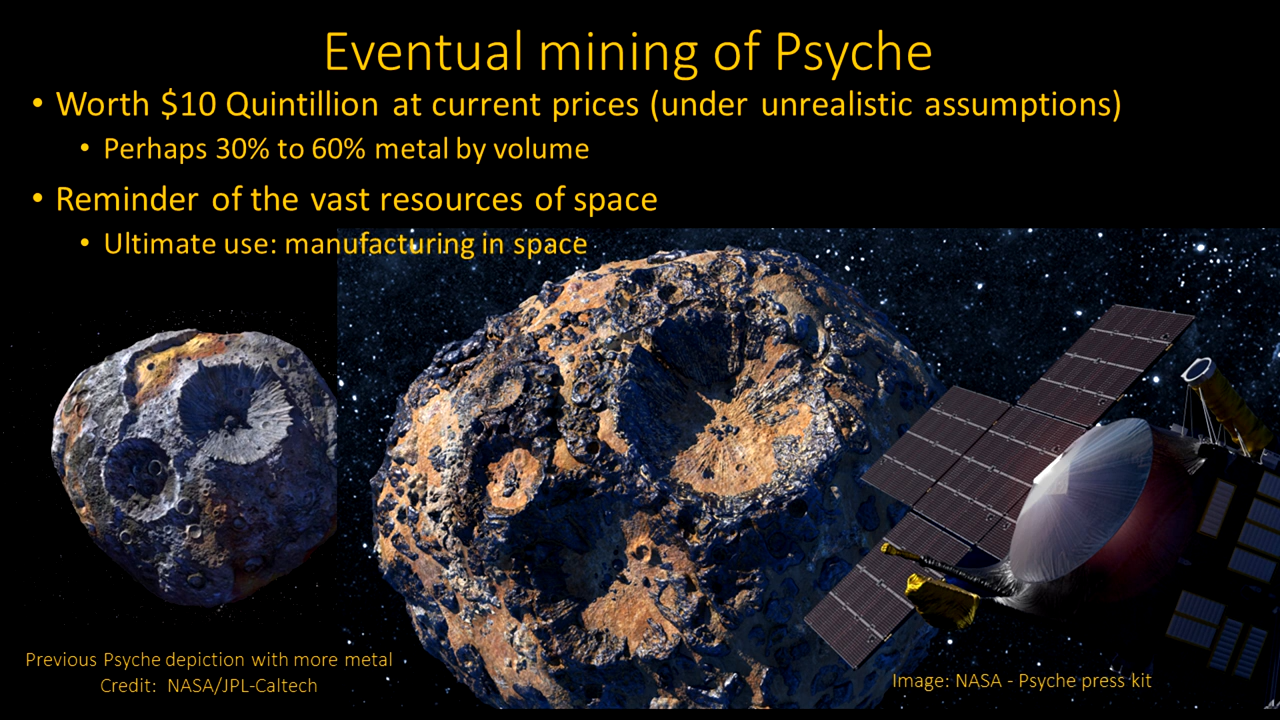 Eventual mining of Psyche
• Worth $10 Quintillion at current prices (under unrealistic assumptions)
• Perhaps 30% to 60% metal by volume
• Reminder of the vast resources of space
• Ultimate use: manufacturing in space
Previous Psyche depiction with more metal
Credit: NASA/JPL-Caltech
Image: NASA - Psyche press kit